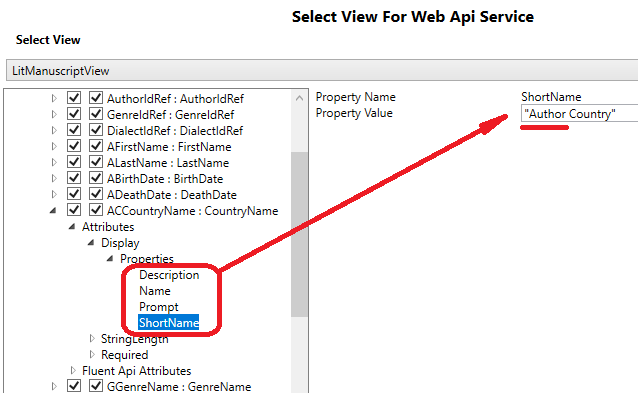 Select View For Web Api Service
Select View
LitManuscriptView
AuthorIdRef : AuthorIdRef
GenreIdRef : GenreIdRef
DialectIdRef : DialectIdRef
AFirstName : FirstName
ALastName : LastName
ABirthDate : BirthDate
ADeathDate : DeathDate
ACCountryName : CountryName
Attributes
Display
Properties
Description
Name
Prompt
ShortName
StringLength
Required
Fluent Api Attributes
GGenreName : GenreName
Property Name ShortName
Property Value "Author Country"